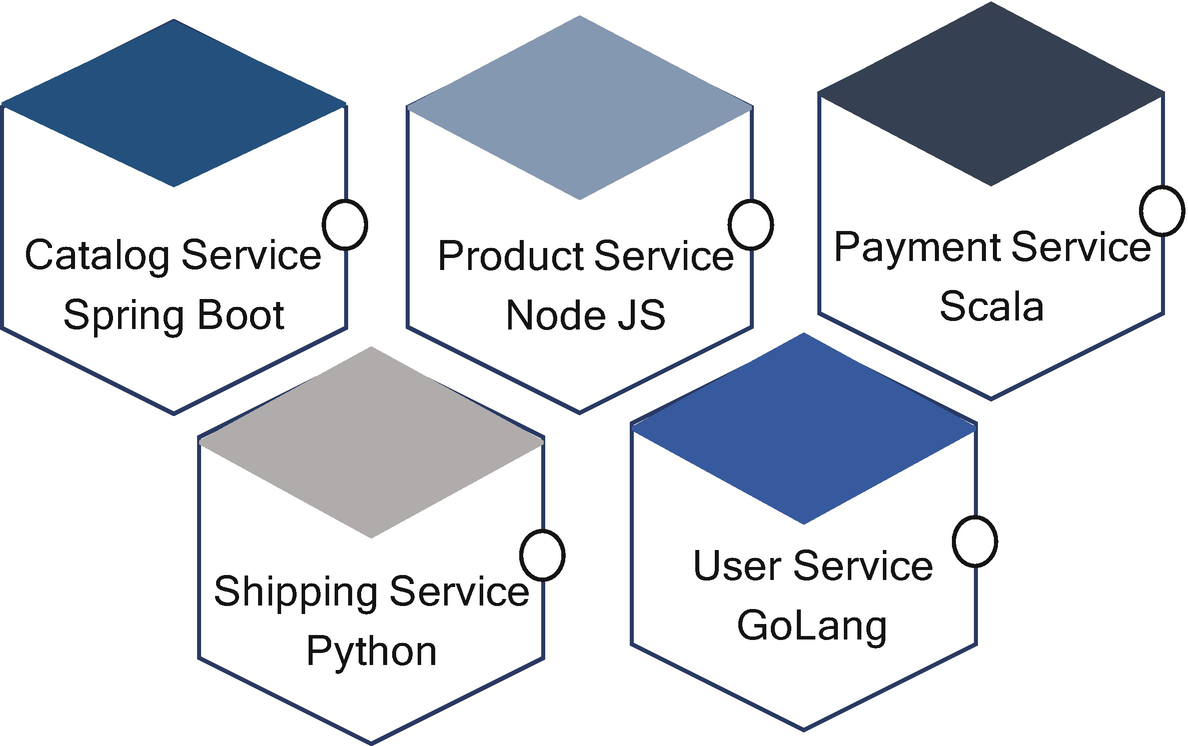 Catalog Service
Spring Boot
Product Service
Node JS
Payment Service
Scala
Shipping Service
Python
User Service
GoLang